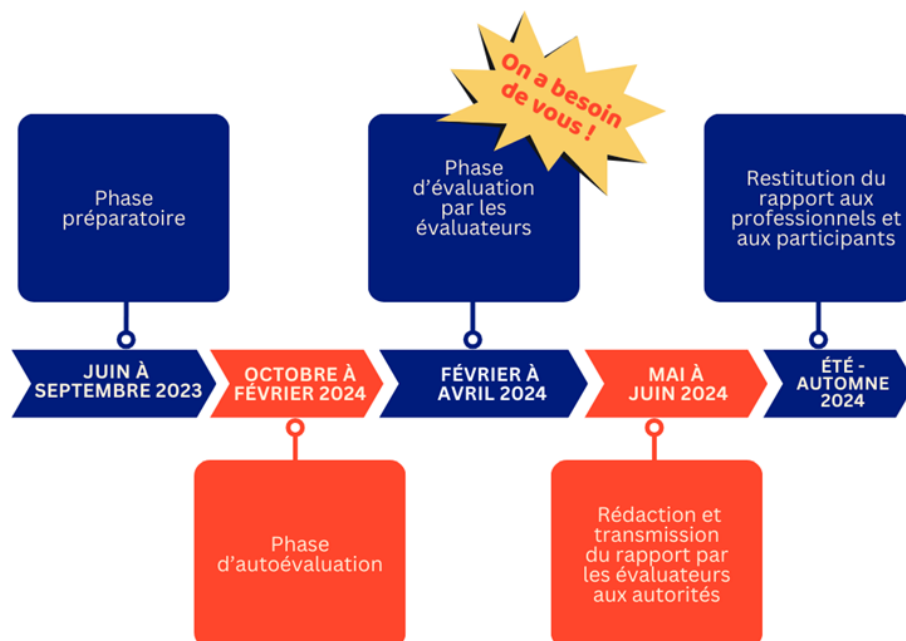 On a besoin
de vous !
Phase
préparatoire
Phase
d'évaluation
par les
évaluateurs
Restitution du
rapport aux
professionnels et
aux participants
JUIN À
SEPTEMBRE 2023
OCTOBRE À
FÉVRIER 2024
FÉVRIER À
AVRIL 2024
MAI À
JUIN 2024
ÉTÉ -
AUTOMNE
2024
Phase
d'autoévaluation
Rédaction et
transmission
du rapport par
les évaluateurs
aux autorités